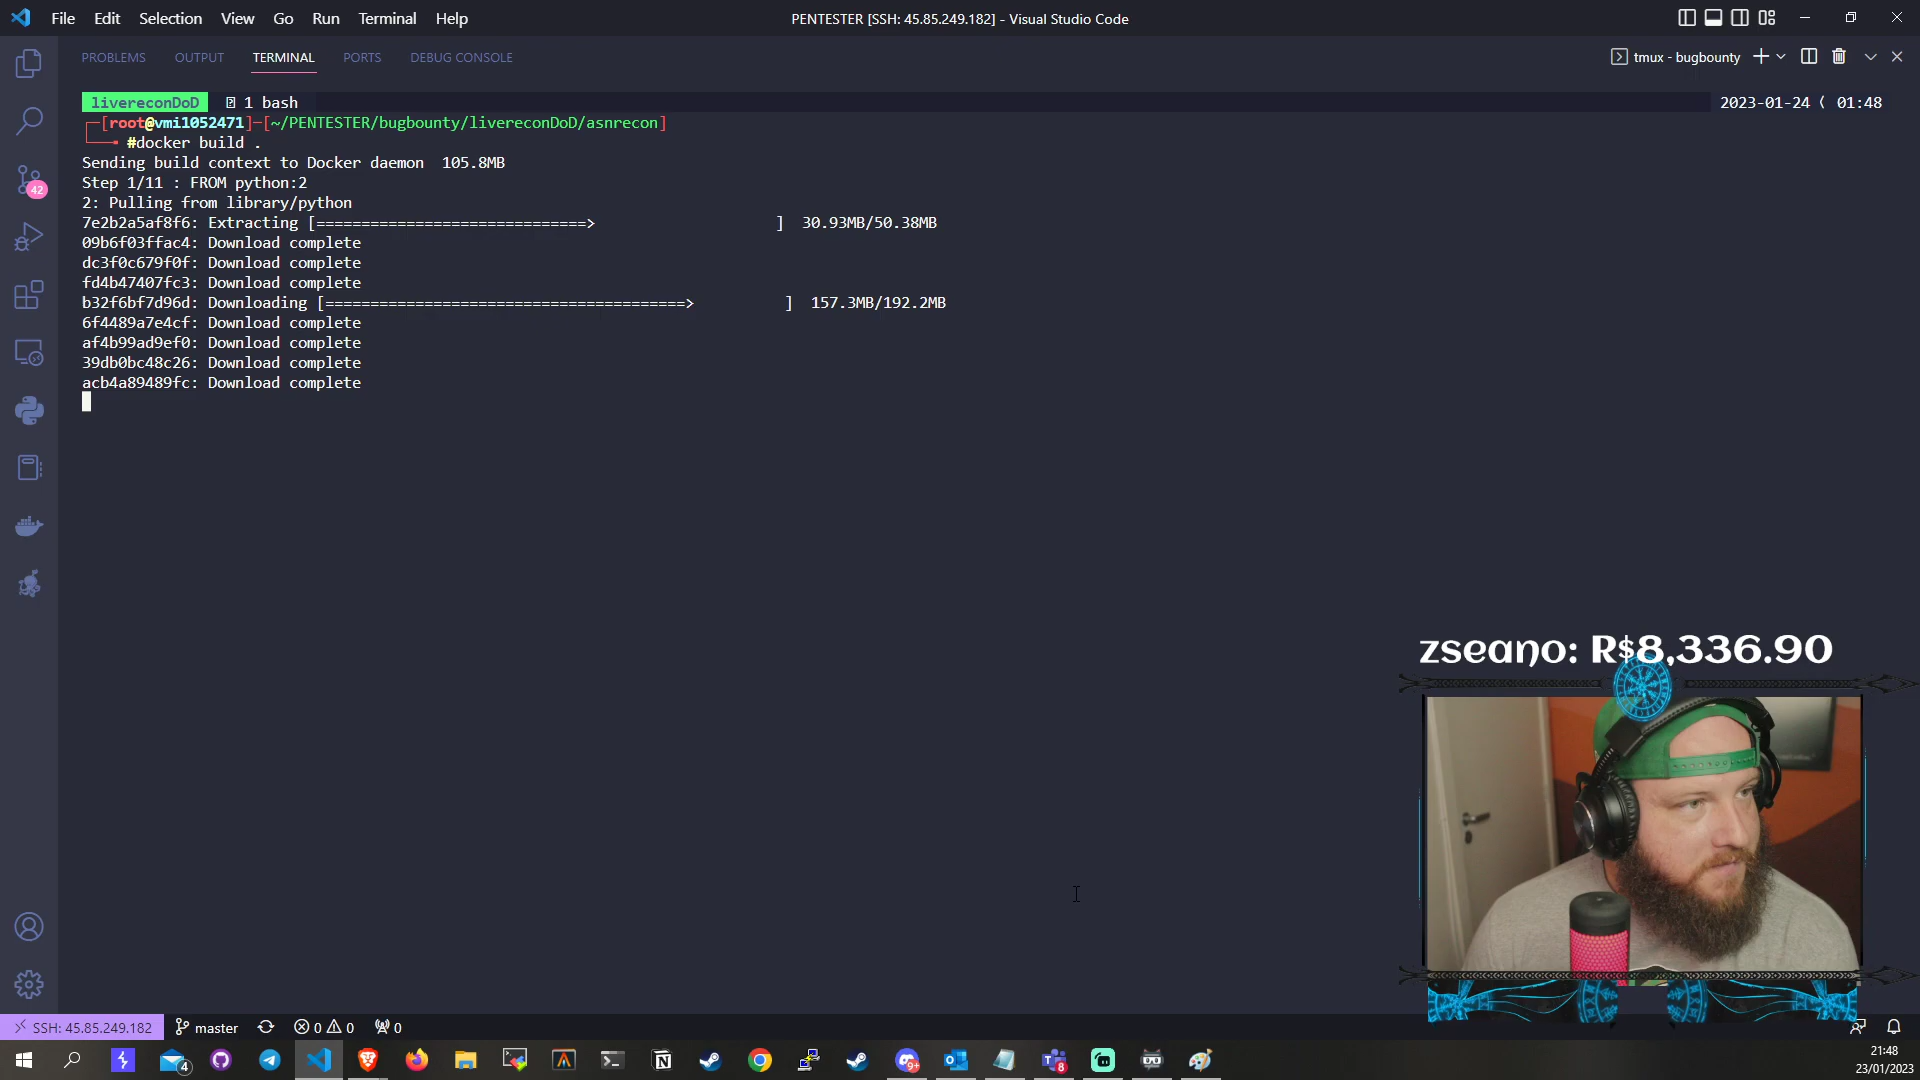 File Edit Selection View Go Run Terminal Help
PENTESTER [SSH: 45.85.249.182] - Visual Studio Code
PROBLEMS OUTPUT TERMINAL PORTS DEBUG CONSOLE
tmux - bugbounty
livereconDoD 1 bash
2023-01-24 ⟨ 01:48
[root@vmi1052471]-[~/PENTESTER/bugbounty/livereconDoD/asnrecon]
#docker build .
Sending build context to Docker daemon 105.8MB
Step 1/11 : FROM python:2
2: Pulling from library/python
7e2b2a5af8f6: Extracting [==============================> ] 30.93MB/50.38MB
09b6f03ffac4: Download complete
dc3f0c679f0f: Download complete
fd4b47407fc3: Download complete
b32f6bf7d96d: Downloading [========================================> ] 157.3MB/192.2MB
6f4489a7e4cf: Download complete
af4b99ad9ef0: Download complete
39db0bc48c26: Download complete
acb4a89489fc: Download complete
42
zseano: R$8,336.90
SSH: 45.85.249.182 master 0 0 0
4
9+
8
21:48
23/01/2023